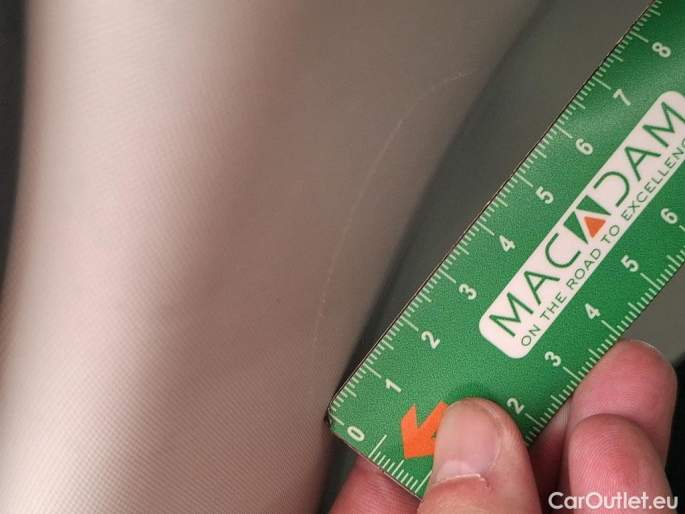 0 1 2 3 4 5 6 7 8
MACADAM
ON THE ROAD TO EXCELLENC
2 3 4 5 6
CarOutlet.eu